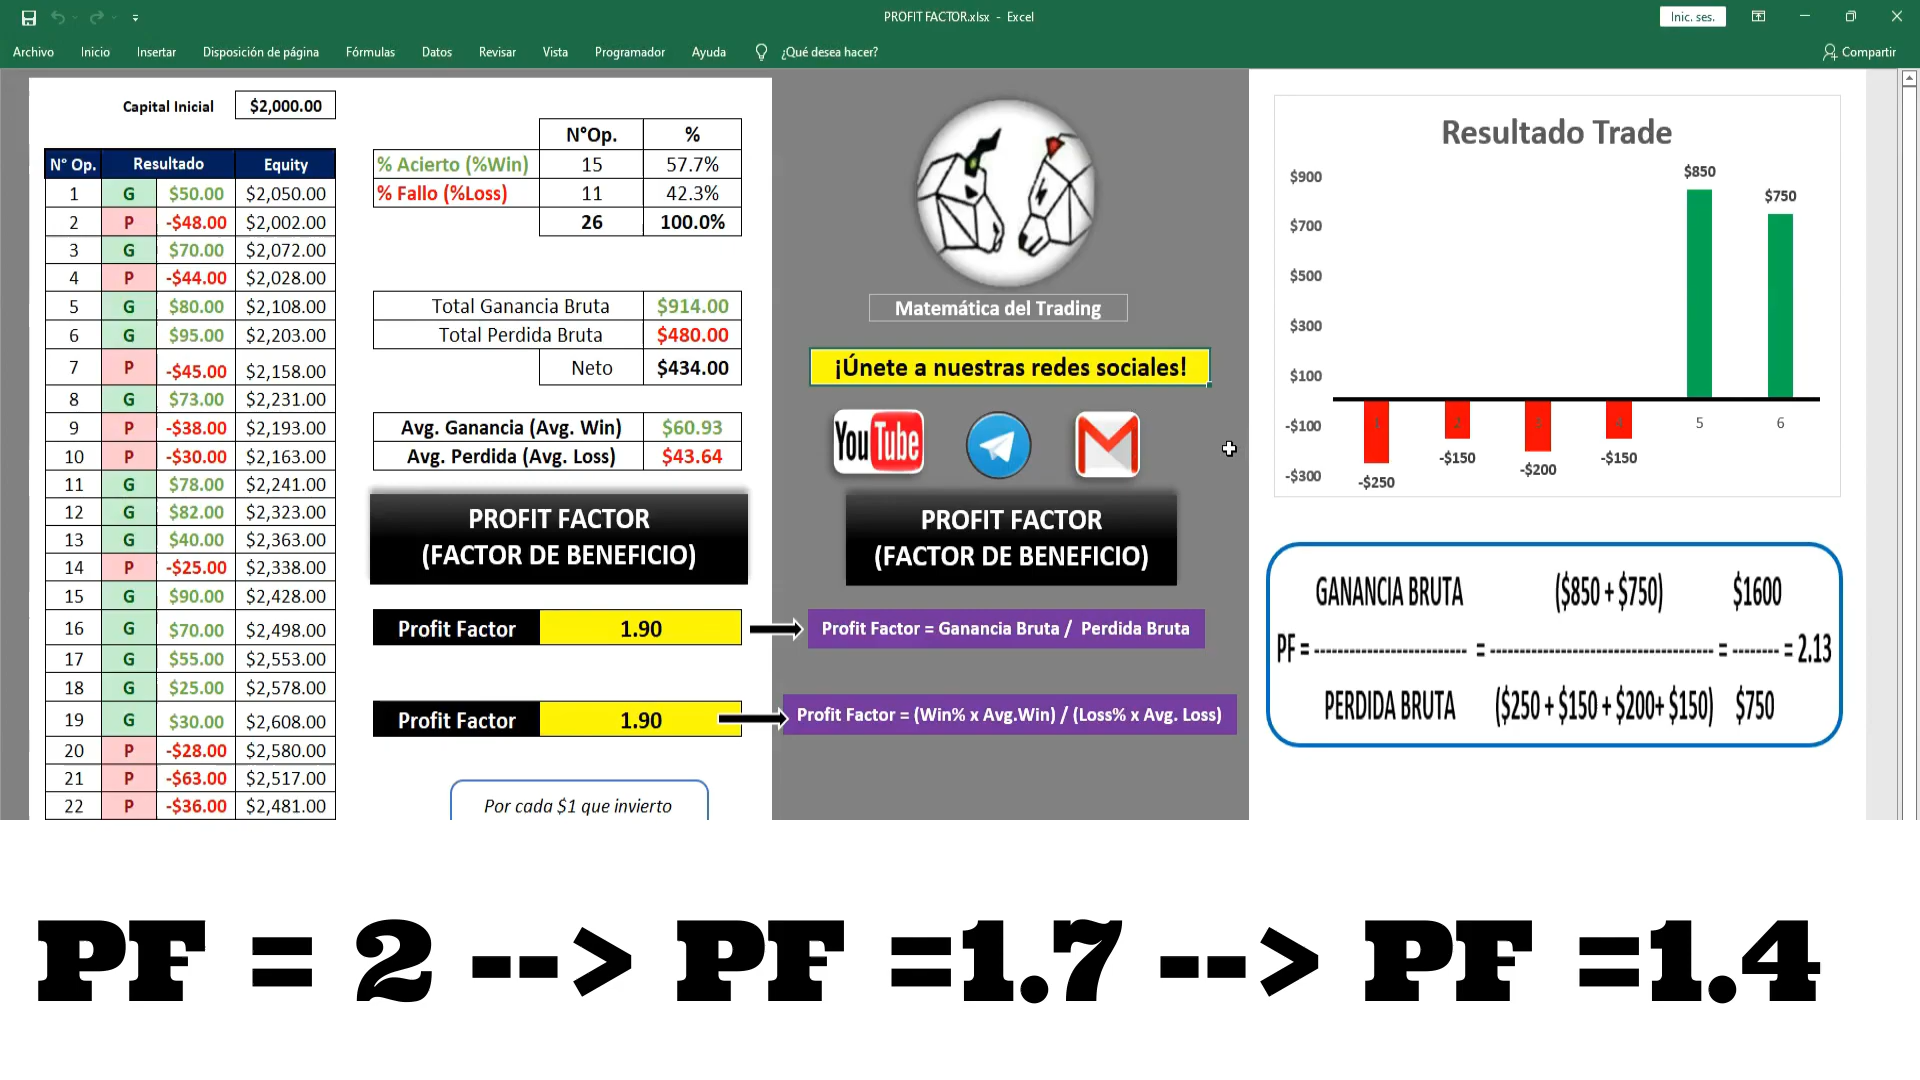 PROFIT FACTOR.xlsx - Excel
Inic. ses.
Archivo Inicio Insertar Disposición de página Fórmulas Datos Revisar Vista Programador Ayuda ¿Qué desea hacer? Compartir
Capital Inicial $2,000.00
N° Op. Resultado Equity
1 G $50.00 $2,050.00
2 P -$48.00 $2,002.00
3 G $70.00 $2,072.00
4 P -$44.00 $2,028.00
5 G $80.00 $2,108.00
6 G $95.00 $2,203.00
7 P -$45.00 $2,158.00
8 G $73.00 $2,231.00
9 P -$38.00 $2,193.00
10 P -$30.00 $2,163.00
11 G $78.00 $2,241.00
12 G $82.00 $2,323.00
13 G $40.00 $2,363.00
14 P -$25.00 $2,338.00
15 G $90.00 $2,428.00
16 G $70.00 $2,498.00
17 G $55.00 $2,553.00
18 G $25.00 $2,578.00
19 G $30.00 $2,608.00
20 P -$28.00 $2,580.00
21 P -$63.00 $2,517.00
22 P -$36.00 $2,481.00
N°Op. %
% Acierto (%Win) 15 57.7%
% Fallo (%Loss) 11 42.3%
26 100.0%
Total Ganancia Bruta $914.00
Total Perdida Bruta $480.00
Neto $434.00
Avg. Ganancia (Avg. Win) $60.93
Avg. Perdida (Avg. Loss) $43.64
PROFIT FACTOR
(FACTOR DE BENEFICIO)
Profit Factor 1.90
Profit Factor 1.90
Por cada $1 que invierto
Matemática del Trading
¡Únete a nuestras redes sociales!
YouTube
PROFIT FACTOR
(FACTOR DE BENEFICIO)
Profit Factor = Ganancia Bruta / Perdida Bruta
Profit Factor = (Win% x Avg.Win) / (Loss% x Avg. Loss)
Resultado Trade
$900
$700
$500
$300
$100
-$100
-$300
$850
$750
1 2 3 4 5 6
-$250
-$150
-$200
-$150
GANANCIA BRUTA ($850 + $750) $1600
PF = -------------------------- = -------------------------------------- = -------- = 2.13
PERDIDA BRUTA ($250 + $150 + $200+ $150) $750
PF = 2 --> PF =1.7 --> PF =1.4